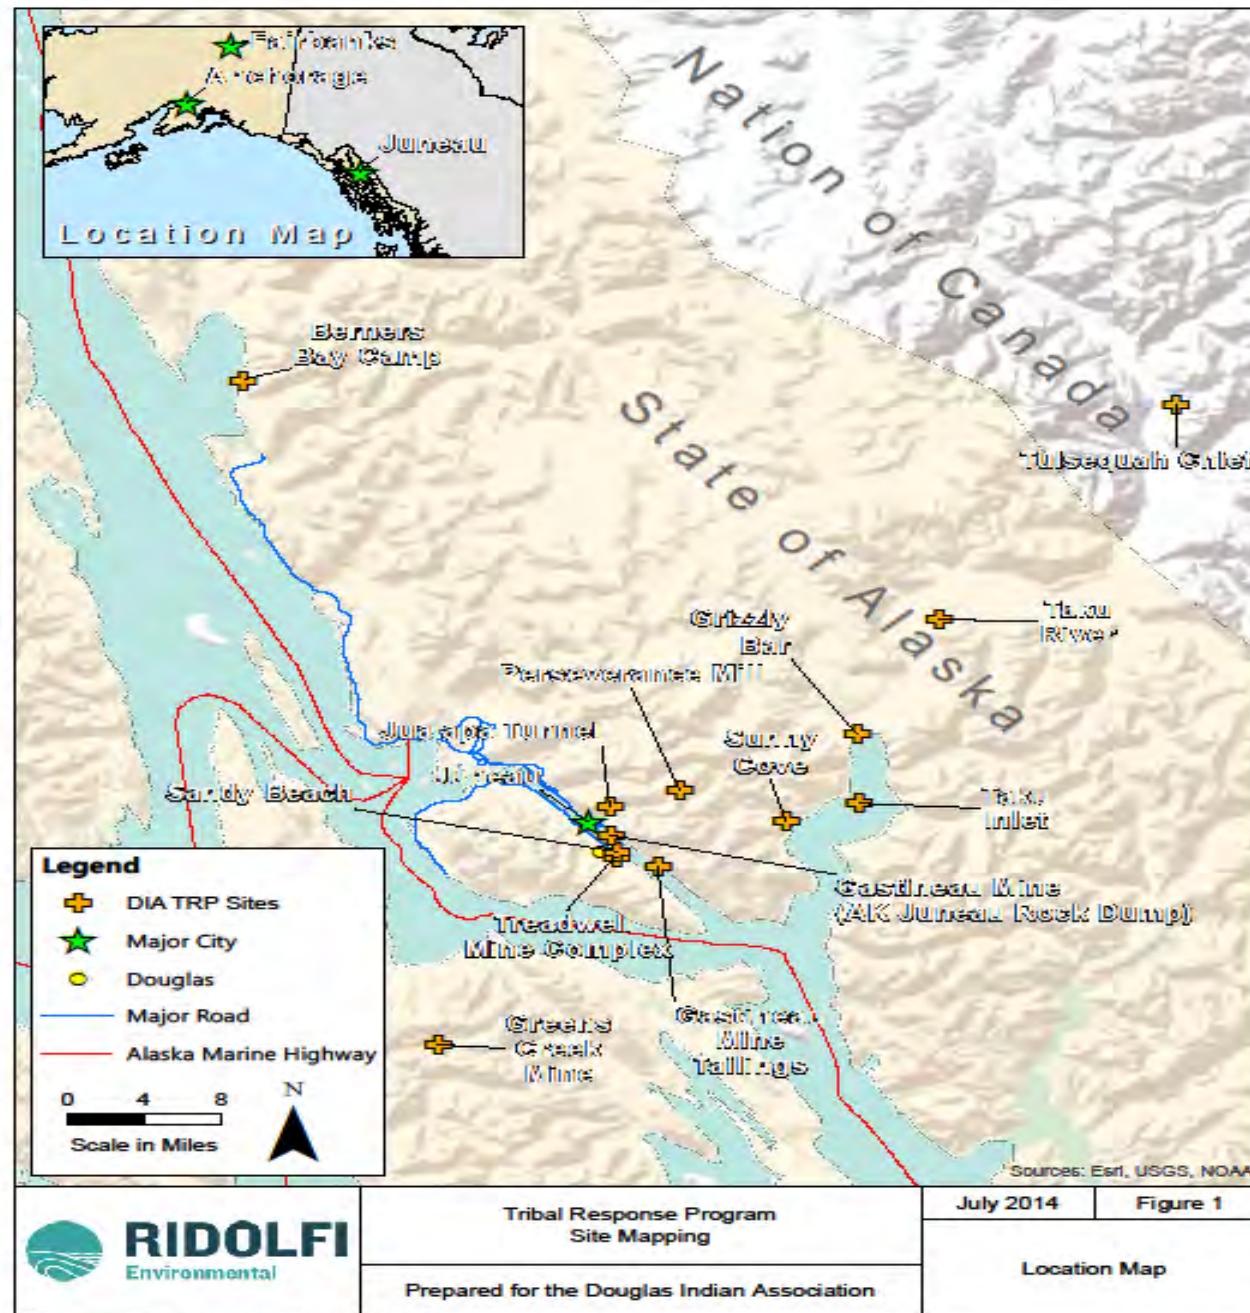 Fairbanks
Anchorage
Juneau
Location Map
Nation of Canada
State of Alaska
Berners
Bay Camp
Tulsequah Chief
Taku
River
Grizzly
Bar
Perseverance Mill
Sunny
Cove
Tunnel
Juneau
Sandy Beach
Taku
Inlet
Gastineau Mine
(AK Juneau Rock Dump)
Treadwell
Mine Complex
Gastineau
Mine
Tailings
Greens
Creek
Mine
Legend
DIA TRP Sites
Major City
Douglas
Major Road
Alaska Marine Highway
0 4 8
Scale in Miles
N
Sources: Esri, USGS, NOAA
RIDOLFI
Environmental
Tribal Response Program
Site Mapping
Prepared for the Douglas Indian Association
July 2014
Figure 1
Location Map